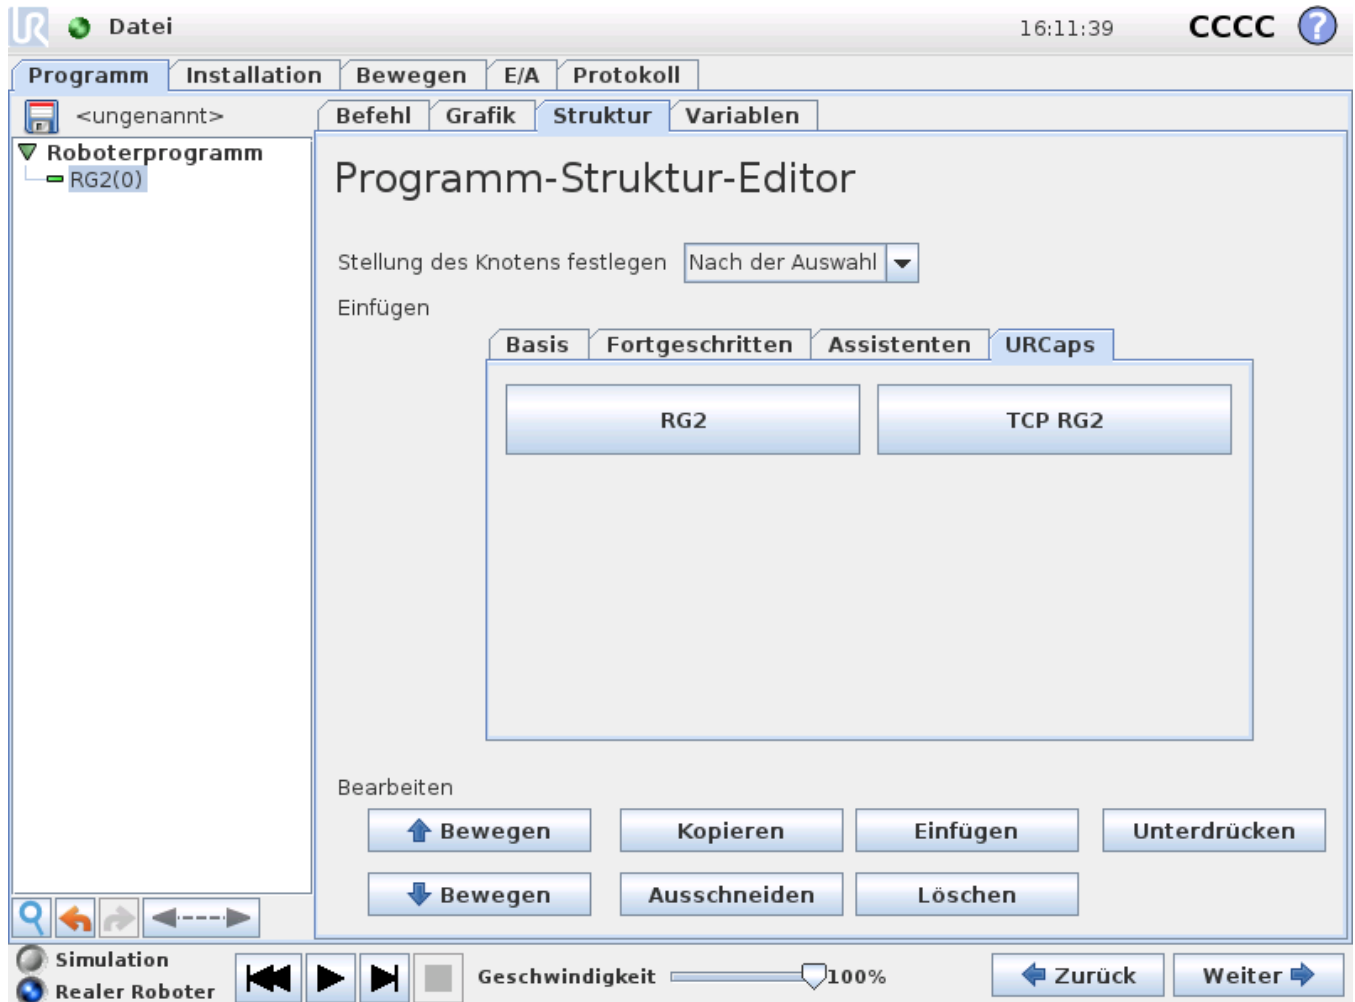 UR Datei 16:11:39 CCCC ?
Programm Installation Bewegen E/A Protokoll
<ungenannt> Befehl Grafik Struktur Variablen
Roboterprogramm
RG2(0)
Programm-Struktur-Editor
Stellung des Knotens festlegen Nach der Auswahl
Einfügen
Basis Fortgeschritten Assistenten URCaps
RG2 TCP RG2
Bearbeiten
Bewegen Kopieren Einfügen Unterdrücken
Bewegen Ausschneiden Löschen
Simulation
Realer Roboter
Geschwindigkeit 100% Zurück Weiter